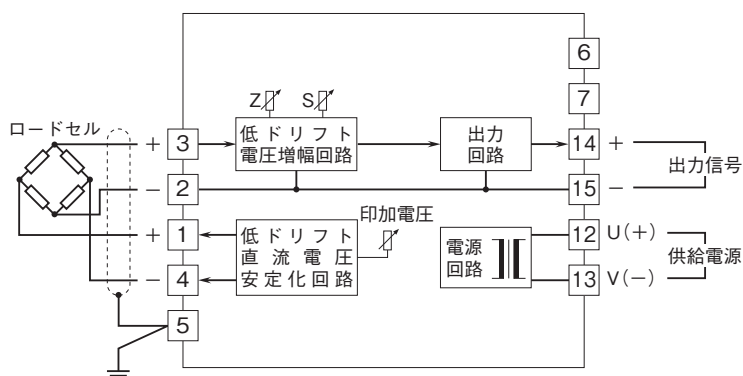 6
7
Z S
ロードセル
+ 3
低ドリフト
電圧増幅回路
出力
回路
14 +
出力信号
− 2
15 −
印加電圧
+ 1
低ドリフト
直流電圧
安定化回路
− 4
電源
回路
12 U(+)
供給電源
13 V(−)
5